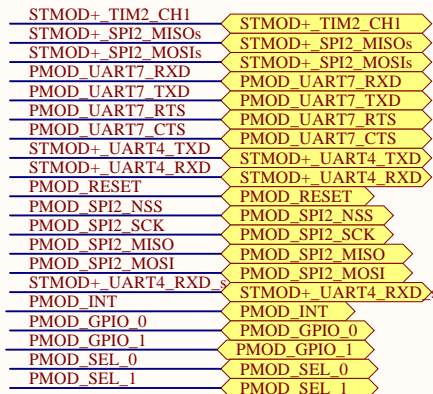 STMOD+_TIM2_CH1 STMOD+_TIM2_CH1
STMOD+_SPI2_MISOs STMOD+_SPI2_MISOs
STMOD+_SPI2_MOSIs STMOD+_SPI2_MOSIs
PMOD_UART7_RXD PMOD_UART7_RXD
PMOD_UART7_TXD PMOD_UART7_TXD
PMOD_UART7_RTS PMOD_UART7_RTS
PMOD_UART7_CTS PMOD_UART7_CTS
STMOD+_UART4_TXD STMOD+_UART4_TXD
STMOD+_UART4_RXD STMOD+_UART4_RXD
PMOD_RESET PMOD_RESET
PMOD_SPI2_NSS PMOD_SPI2_NSS
PMOD_SPI2_SCK PMOD_SPI2_SCK
PMOD_SPI2_MISO PMOD_SPI2_MISO
PMOD_SPI2_MOSI PMOD_SPI2_MOSI
STMOD+_UART4_RXD_s STMOD+_UART4_RXD_s
PMOD_INT PMOD_INT
PMOD_GPIO_0 PMOD_GPIO_0
PMOD_GPIO_1 PMOD_GPIO_1
PMOD_SEL_0 PMOD_SEL_0
PMOD_SEL_1 PMOD_SEL_1